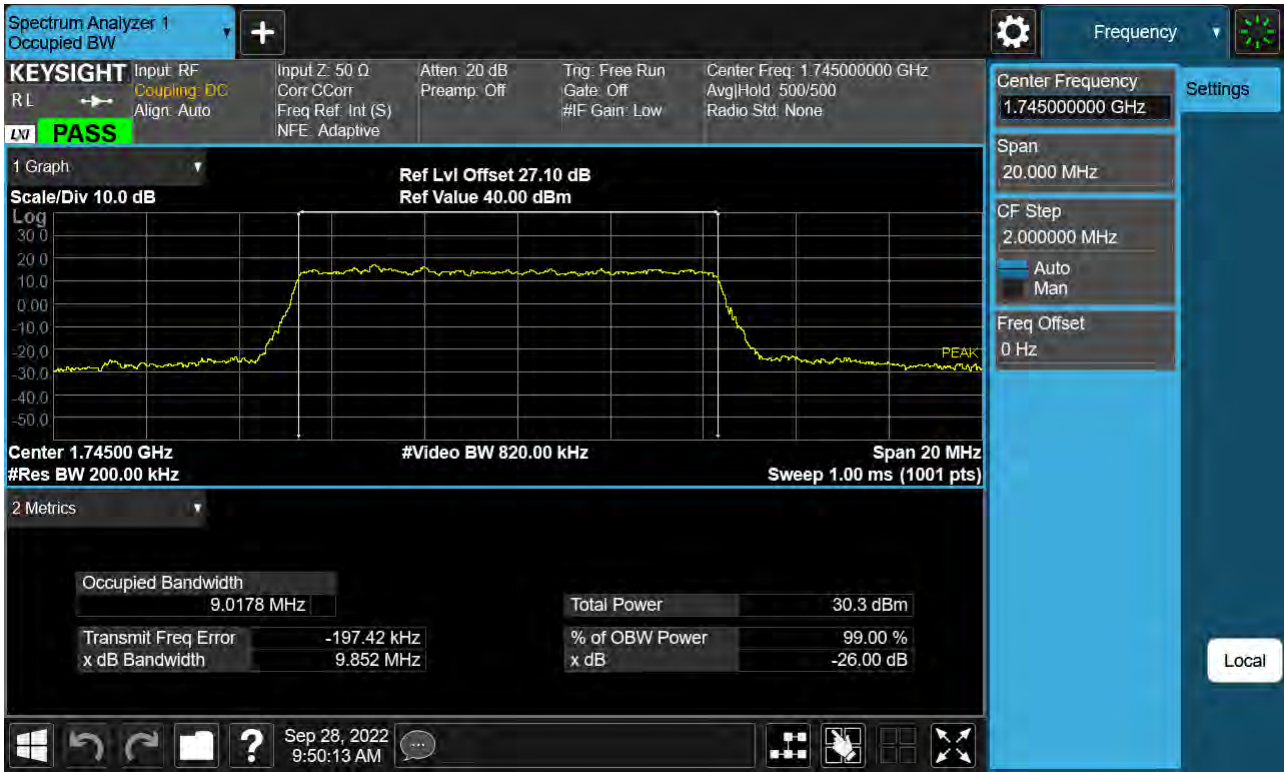 Spectrum Analyzer 1
Occupied BW
Frequency
KEYSIGHT
RL
LXI
PASS
Input: RF
Coupling: DC
Align: Auto
Input Z: 50 Ω
Corr CCorr
Freq Ref: Int (S)
NFE: Adaptive
Atten: 20 dB
Preamp: Off
Trig: Free Run
Gate: Off
#IF Gain: Low
Center Freq: 1.745000000 GHz
Avg|Hold: 500/500
Radio Std: None
Center Frequency
1.745000000 GHz
Settings
Span
20.000 MHz
CF Step
2.000000 MHz
Auto
Man
Freq Offset
0 Hz
Local
1 Graph
Scale/Div 10.0 dB
Ref Lvl Offset 27.10 dB
Ref Value 40.00 dBm
Log
30.0
20.0
10.0
0.00
-10.0
-20.0
-30.0
-40.0
-50.0
PEAK
Center 1.74500 GHz
#Video BW 820.00 kHz
Span 20 MHz
#Res BW 200.00 kHz
Sweep 1.00 ms (1001 pts)
2 Metrics
Occupied Bandwidth
9.0178 MHz
Total Power
30.3 dBm
Transmit Freq Error
-197.42 kHz
% of OBW Power
99.00 %
x dB Bandwidth
9.852 MHz
x dB
-26.00 dB
?
Sep 28, 2022
9:50:13 AM